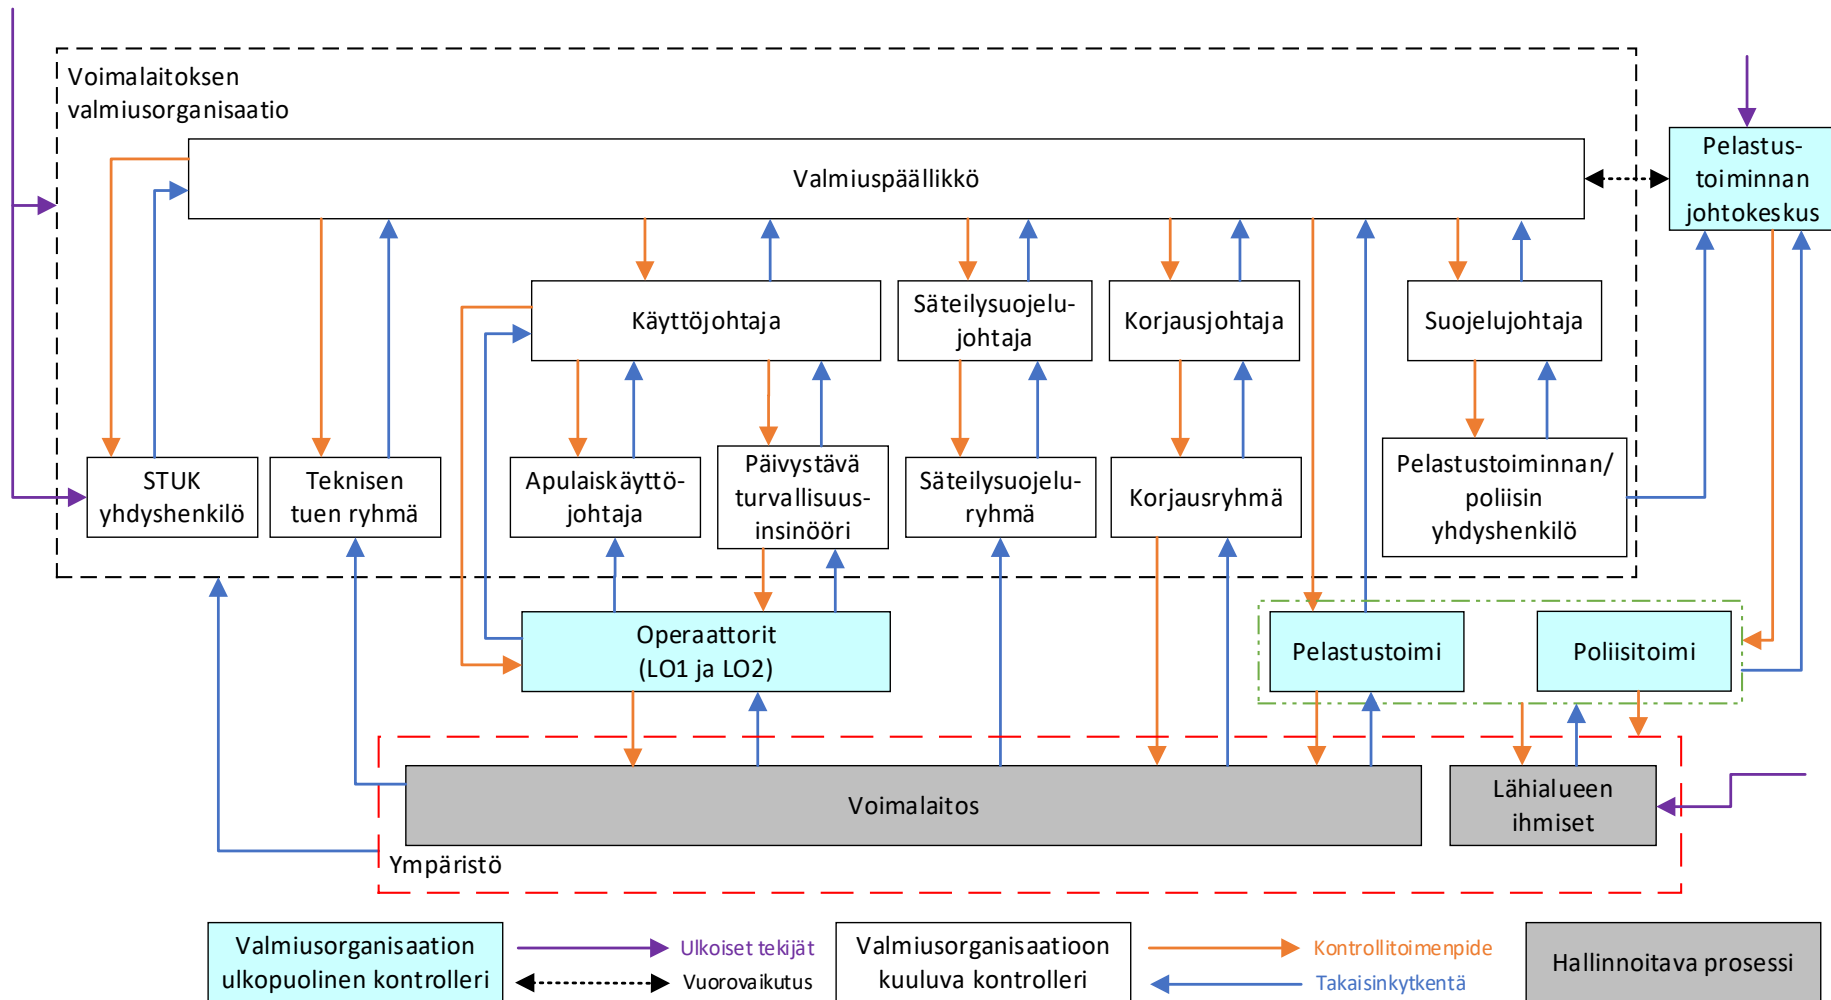 Voimalaitoksen
valmiusorganisaatio
Valmiuspäällikkö
Pelastus-
toiminnan
johtokeskus
Käyttöjohtaja
Säteilysuojelu-
johtaja
Korjausjohtaja
Suojelujohtaja
STUK
yhdyshenkilö
Teknisen
tuen ryhmä
Apulaiskäyttö-
johtaja
Päivystävä
turvallisuus-
insinööri
Säteilysuojelu-
ryhmä
Korjausryhmä
Pelastustoiminnan/
poliisin
yhdyshenkilö
Operaattorit
(LO1 ja LO2)
Pelastustoimi
Poliisitoimi
Voimalaitos
Lähialueen
ihmiset
Ympäristö
Valmiusorganisaation
ulkopuolinen kontrolleri
Ulkoiset tekijät
Vuorovaikutus
Valmiusorganisaatioon
kuuluva kontrolleri
Kontrollitoimenpide
Takaisinkytkentä
Hallinnoitava prosessi